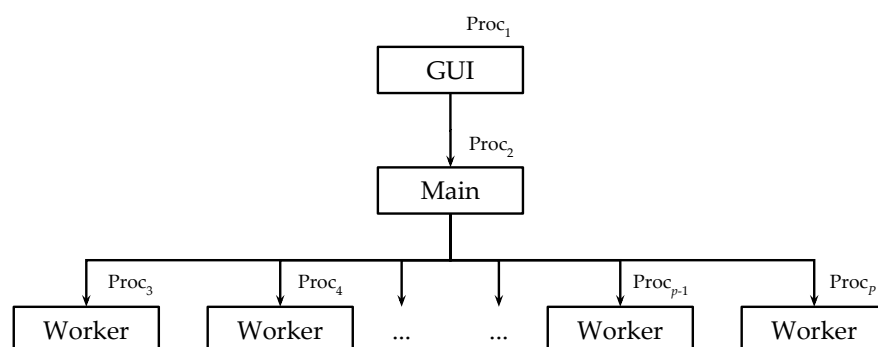 Proc₁
GUI
Proc₂
Main
Proc₃ Proc₄ Procₚ₋₁ Procₚ
Worker Worker ... ... Worker Worker